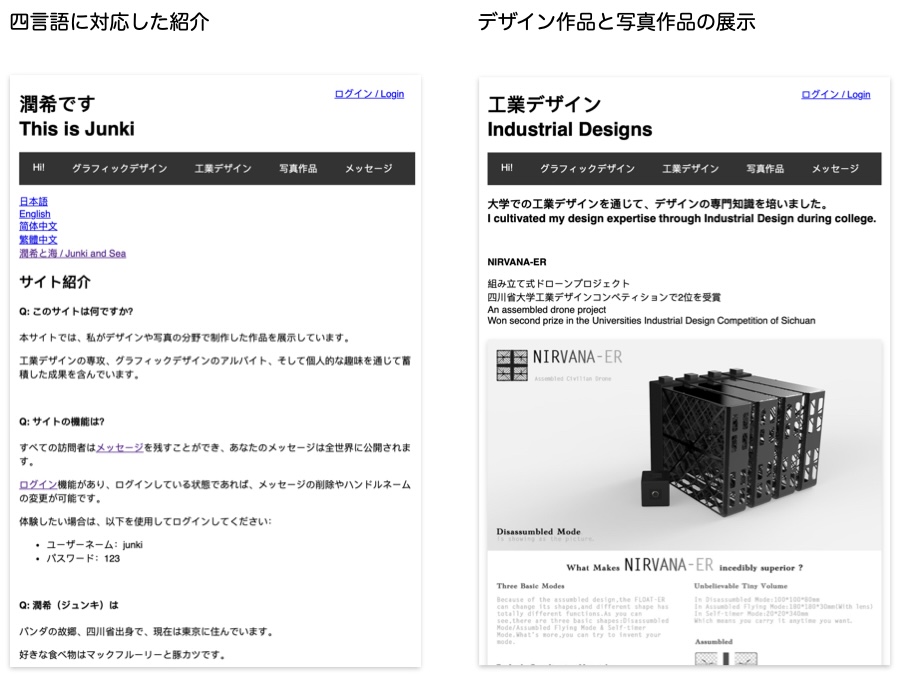 四言語に対応した紹介
ログイン / Login
潤希です
This is Junki
Hi! グラフィックデザイン 工業デザイン 写真作品 メッセージ
日本語
English
简体中文
繁體中文
潤希と海 / Junki and Sea
サイト紹介
Q: このサイトは何ですか?
本サイトでは、私がデザインや写真の分野で制作した作品を展示しています。
工業デザインの専攻、グラフィックデザインのアルバイト、そして個人的な趣味を通じて蓄
積した成果を含んでいます。
Q: サイトの機能は?
すべての訪問者はメッセージを残すことができ、あなたのメッセージは全世界に公開されま
す。
ログイン機能があり、ログインしている状態であれば、メッセージの削除やハンドルネーム
の変更が可能です。
体験したい場合は、以下を使用してログインしてください:
• ユーザーネーム: junki
• パスワード: 123
Q: 潤希（ジュンキ）は
パンダの故郷、四川省出身で、現在は東京に住んでいます。
好きな食べ物はマックフルーリーと豚カツです。
デザイン作品と写真作品の展示
ログイン / Login
工業デザイン
Industrial Designs
Hi! グラフィックデザイン 工業デザイン 写真作品 メッセージ
大学での工業デザインを通じて、デザインの専門知識を培いました。
I cultivated my design expertise through Industrial Design during college.
NIRVANA-ER
組み立て式ドローンプロジェクト
四川省大学工業デザインコンペティションで2位を受賞
An assembled drone project
Won second prize in the Universities Industrial Design Competition of Sichuan
NIRVANA-ER
Assembled Civilian Drone
Disassumbled Mode
is showing as the picture.
What Makes NIRVANA-ER incedibly superior ?
Three Basic Modes
Because of the assumbled design,the FLOAT-ER
can change its shapes,and different shape has
totally different functions.As you can
see,there are three basic shapes:Disassumbled
Mode/Assumbled Flying Mode & Self-timer
Mode.What's more,you can try to invent your
mode.
Unbelievable Tiny Volume
In Disassumbled Mode:100*100*80mm
In Assumbled Flying Mode:180*180*30mm(With lens)
In Self-timer Mode:20*20*340mm
Which means you carry it anytime you want.
Assumbled